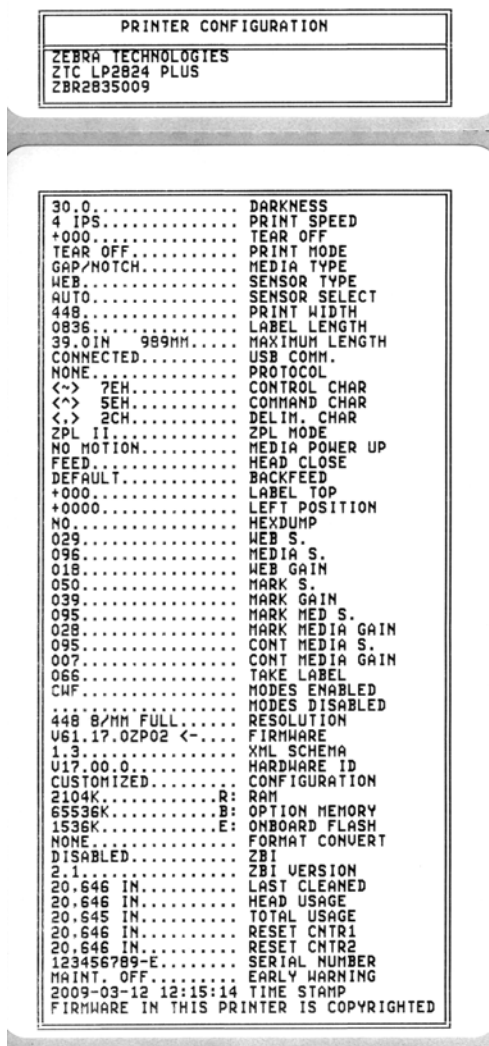 PRINTER CONFIGURATION
ZEBRA TECHNOLOGIES
ZTC LP2824 PLUS
ZBR2835009
30.0............... DARKNESS
4 IPS.............. PRINT SPEED
+000............... TEAR OFF
TEAR OFF........... PRINT MODE
GAP/NOTCH.......... MEDIA TYPE
WEB................ SENSOR TYPE
AUTO............... SENSOR SELECT
448................ PRINT WIDTH
0836............... LABEL LENGTH
39.0IN   989MM..... MAXIMUM LENGTH
CONNECTED.......... USB COMM.
NONE............... PROTOCOL
<~>  7EH........... CONTROL CHAR
<^>  5EH........... COMMAND CHAR
<,>  2CH........... DELIM. CHAR
ZPL II............. ZPL MODE
NO MOTION.......... MEDIA POWER UP
FEED............... HEAD CLOSE
DEFAULT............ BACKFEED
+000............... LABEL TOP
+0000.............. LEFT POSITION
NO................. HEXDUMP
029................ WEB S.
096................ MEDIA S.
018................ WEB GAIN
050................ MARK S.
039................ MARK GAIN
095................ MARK MED S.
028................ MARK MEDIA GAIN
095................ CONT MEDIA S.
007................ CONT MEDIA GAIN
066................ TAKE LABEL
CWF................ MODES ENABLED
................... MODES DISABLED
448 8/MM FULL...... RESOLUTION
V61.17.0ZP02 <-.... FIRMWARE
1.3................ XML SCHEMA
V17.00.0........... HARDWARE ID
CUSTOMIZED......... CONFIGURATION
2104K............R: RAM
65536K...........B: OPTION MEMORY
1536K............E: ONBOARD FLASH
NONE............... FORMAT CONVERT
DISABLED........... ZBI
2.1................ ZBI VERSION
20.646 IN.......... LAST CLEANED
20.646 IN.......... HEAD USAGE
20.645 IN.......... TOTAL USAGE
20.646 IN.......... RESET CNTR1
20.646 IN.......... RESET CNTR2
123456789-E........ SERIAL NUMBER
MAINT. OFF......... EARLY WARNING
2009-03-12 12:15:14 TIME STAMP
FIRMWARE IN THIS PRINTER IS COPYRIGHTED